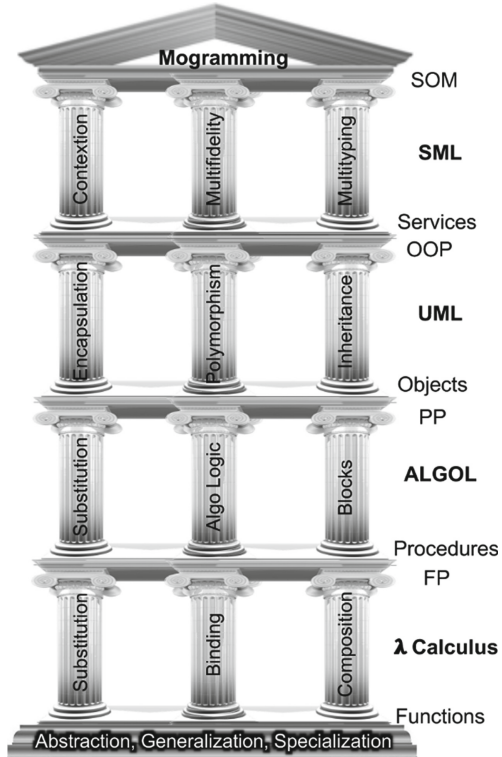 Mogramming
SOM
Contextion
Multifidelity
Multityping
SML
Services
OOP
Encapsulation
Polymorphism
Inheritance
UML
Objects
PP
Substitution
Algo Logic
Blocks
ALGOL
Procedures
FP
Substitution
Binding
Composition
λ Calculus
Functions
Abstraction, Generalization, Specialization